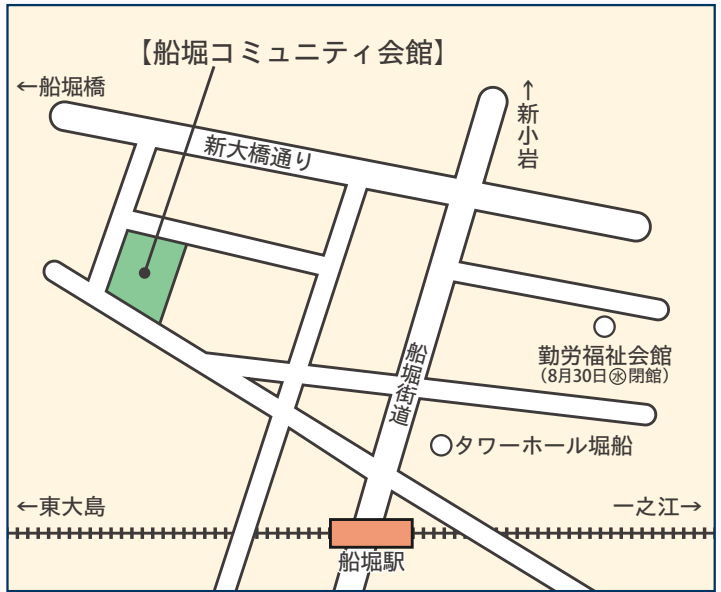 【船堀コミュニティ会館】
←船堀橋
↑新小岩
新大橋通り
勤労福祉会館
（8月30日㊌閉館）
船堀街道
タワーホール堀船
←東大島
一之江→
船堀駅